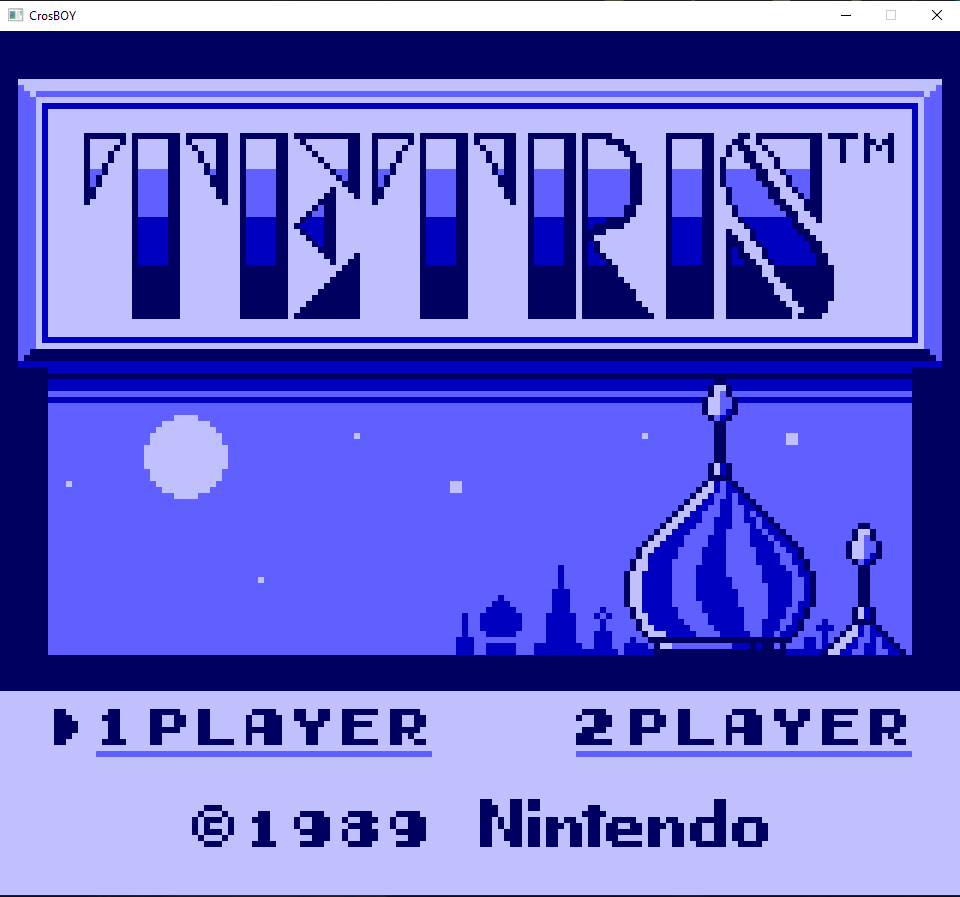 CrosBOY
TETRIS™
1PLAYER 2PLAYER
©1989 Nintendo